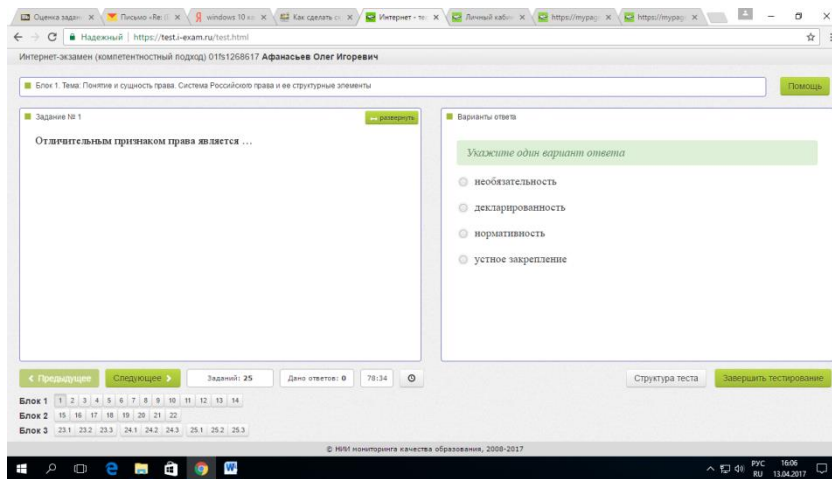 Оценка задан
Письмо «Re: (
windows 10 ка
Как сделать с
Интернет - те
Личный кабин
https://mypag
https://mypag
Надежный | https://test.i-exam.ru/test.html
Интернет-экзамен (компетентностный подход) 01fs1268617 Афанасьев Олег Игоревич
Блок 1. Тема: Понятие и сущность права. Система Российского права и ее структурные элементы
Помощь
Задание № 1
развернуть
Отличительным признаком права является …
Варианты ответа
Укажите один вариант ответа
необязательность
декларированность
нормативность
устное закрепление
Предыдущее
Следующее
Заданий: 25
Дано ответов: 0
78:34
Структура теста
Завершить тестирование
Блок 1 1 2 3 4 5 6 7 8 9 10 11 12 13 14
Блок 2 15 16 17 18 19 20 21 22
Блок 3 23.1 23.2 23.3 24.1 24.2 24.3 25.1 25.2 25.3
© НИИ мониторинга качества образования, 2008-2017
РУС 16:06
RU 13.04.2017